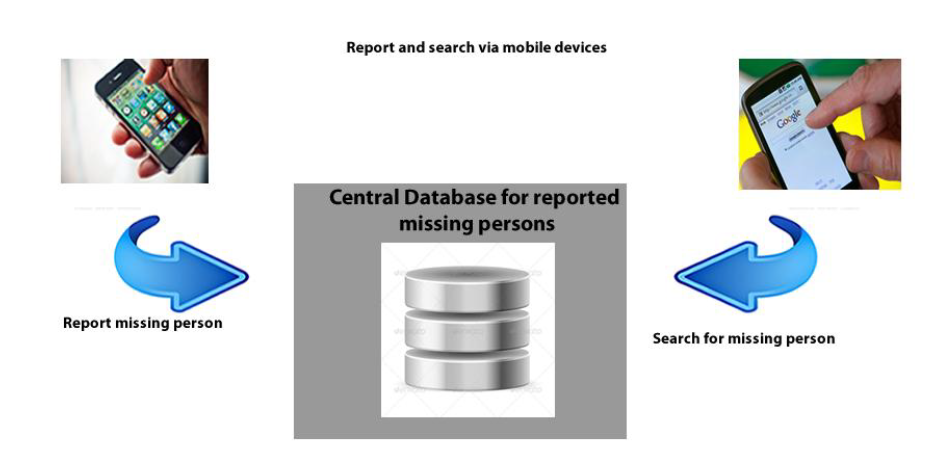 Report and search via mobile devices
Google
Central Database for reported
missing persons
Report missing person
Search for missing person